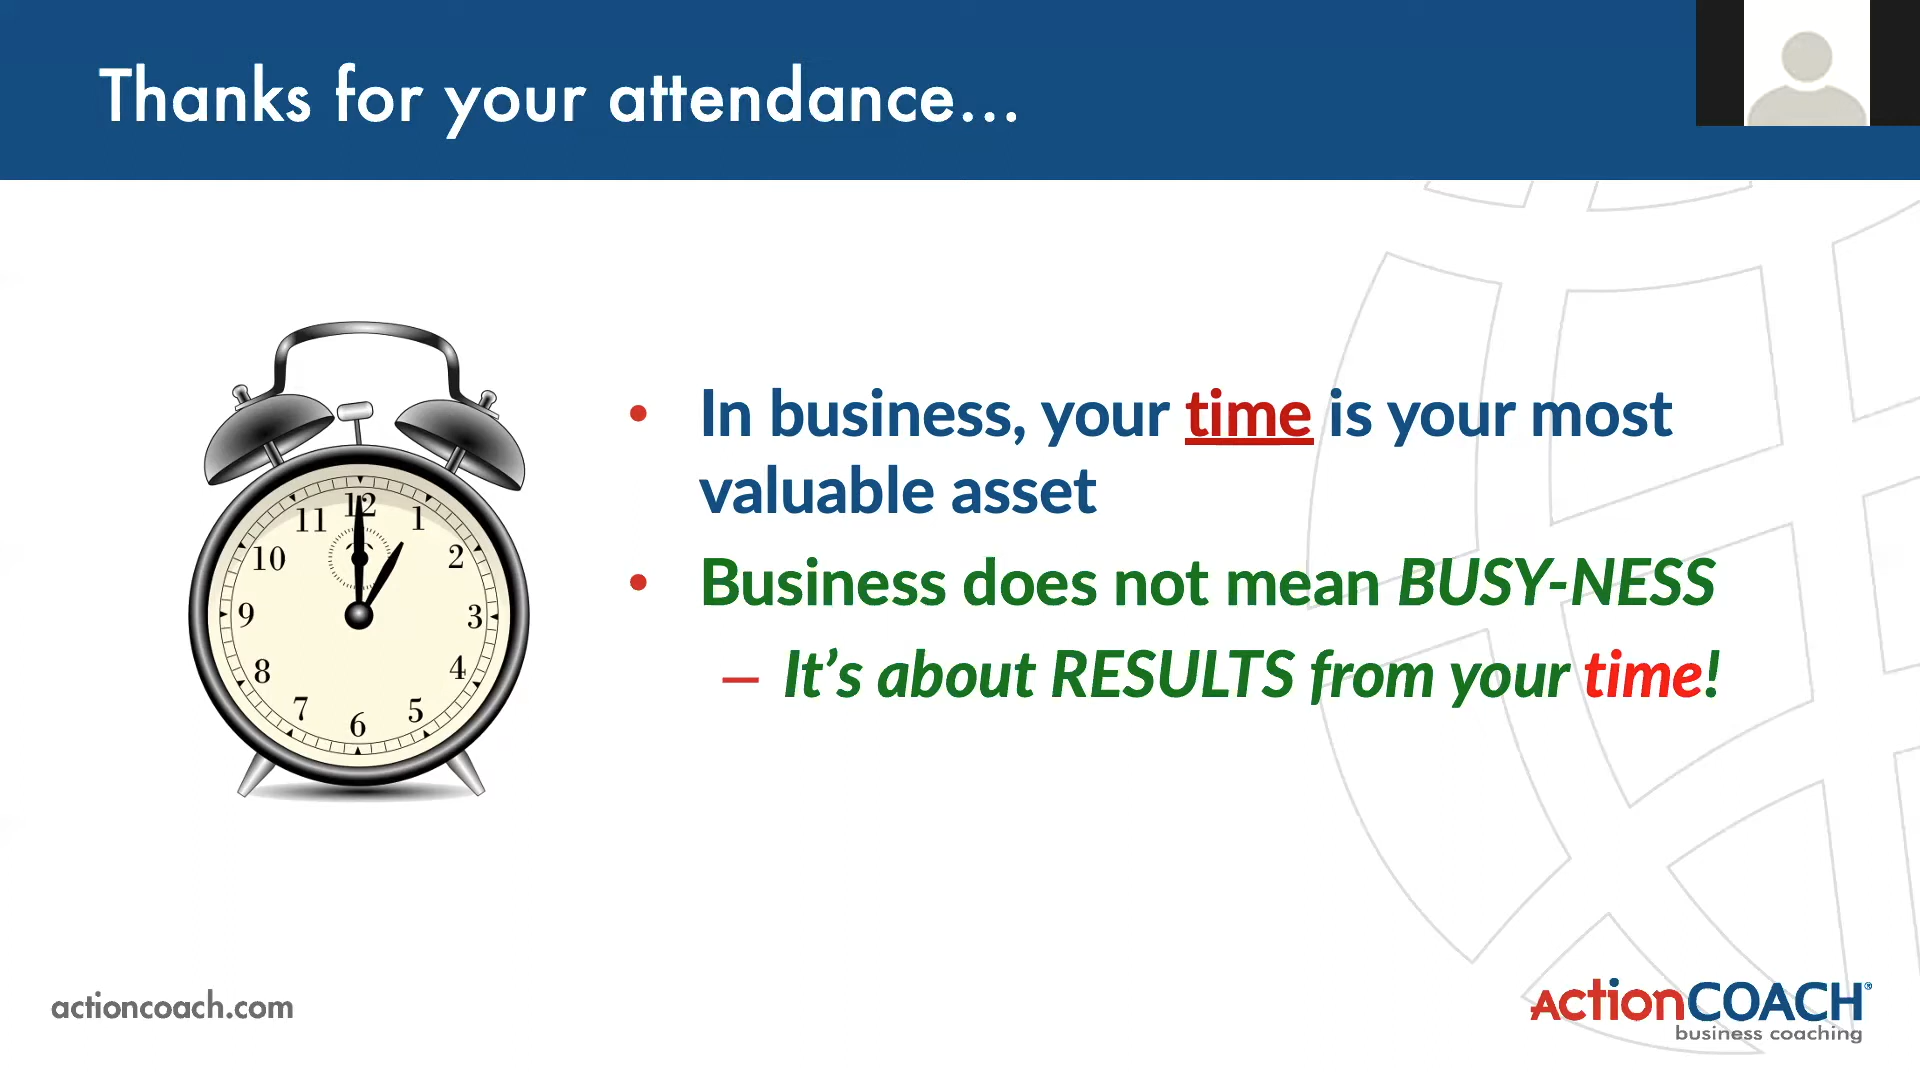 Thanks for your attendance...
12
11 1
10 2
9 3
8 4
7 5
6
• In business, your time is your most
valuable asset
• Business does not mean BUSY-NESS
– It’s about RESULTS from your time!
actioncoach.com
ActionCOACH®
business coaching